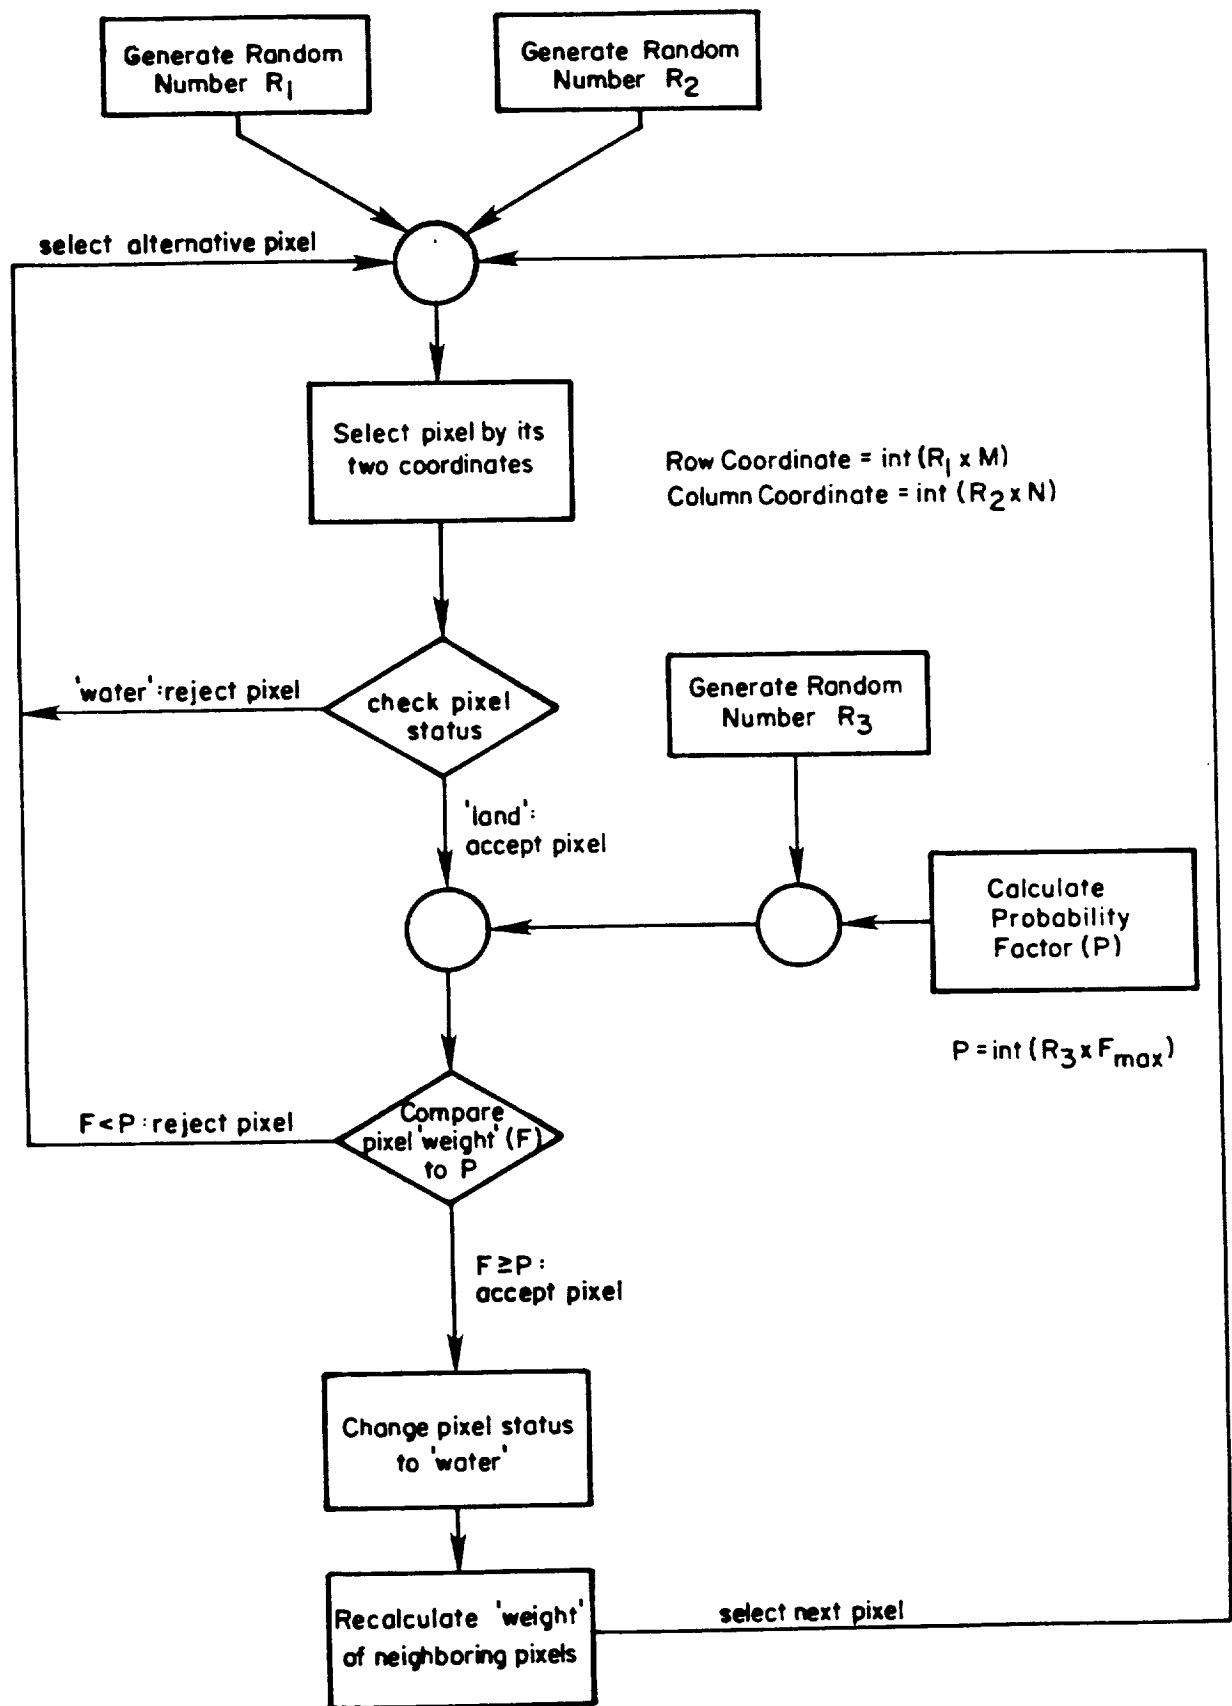 Generate Random
Number R₁
Generate Random
Number R₂
select alternative pixel
Select pixel by its
two coordinates
Row Coordinate = int (R₁ x M)
Column Coordinate = int (R₂ x N)
'water': reject pixel
check pixel
status
Generate Random
Number R₃
'land':
accept pixel
Calculate
Probability
Factor (P)
P = int (R₃ x Fmax)
F < P : reject pixel
Compare
pixel 'weight' (F)
to P
F ≥ P :
accept pixel
Change pixel status
to 'water'
Recalculate 'weight'
of neighboring pixels
select next pixel